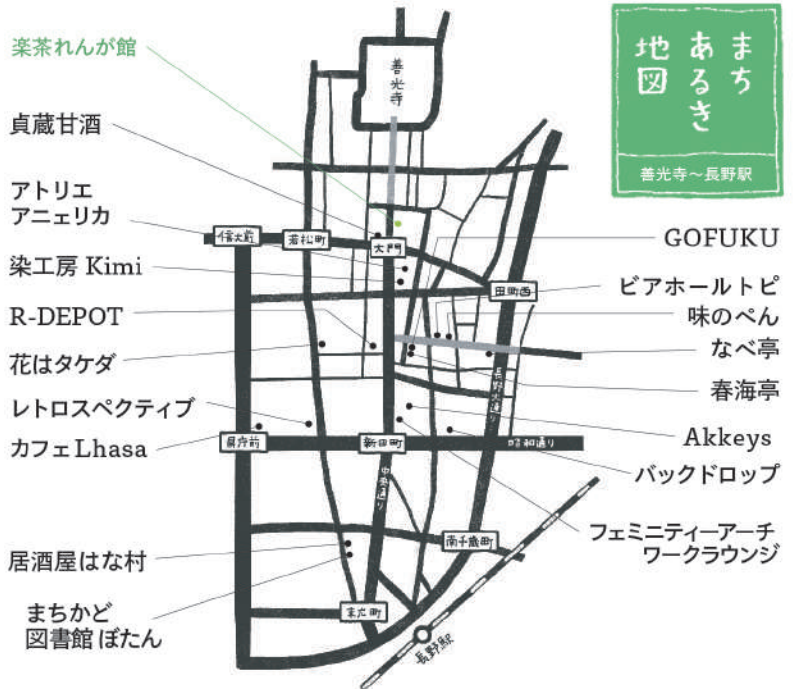 まち
あるき
地図
善光寺〜長野駅
楽茶れんが館
貞蔵甘酒
アトリエ
アニェリカ
染工房 Kimi
R-DEPOT
花はタケダ
レトロスペクティブ
カフェ Lhasa
居酒屋はな村
まちかど
図書館 ぼたん
善光寺
信大前
若松町
大門
田町西
長野大通り
県庁前
新田町
昭和通り
中央通り
南千歳町
末広町
長野駅
GOFUKU
ビアホールトピ
味のぺん
なべ亭
春海亭
Akkeys
バックドロップ
フェミニティーアーチ
ワークラウンジ